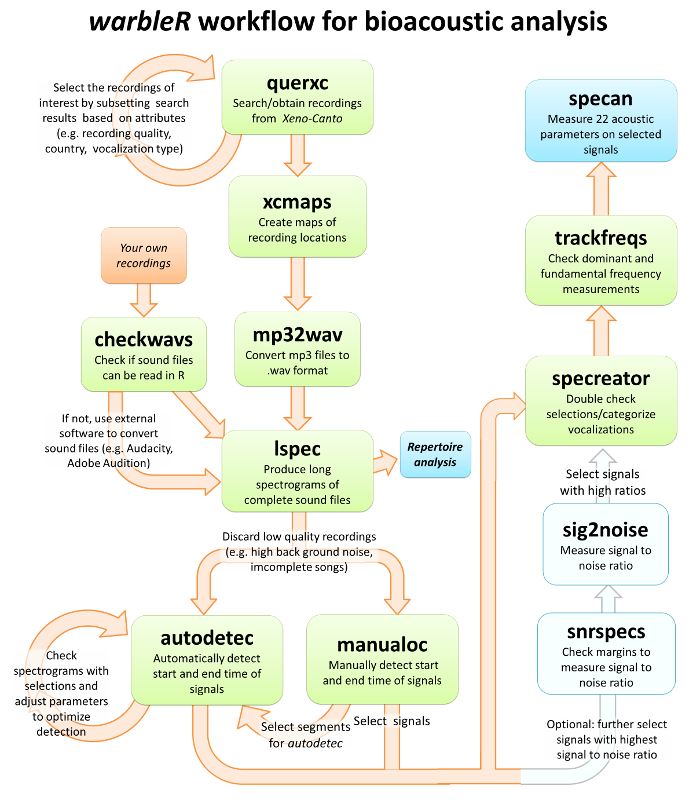 warbleR workflow for bioacoustic analysis
Select the recordings of
interest by subsetting search
results based on attributes
(e.g. recording quality,
country, vocalization type)
querxc
Search/obtain recordings
from Xeno-Canto
xcmaps
Create maps of
recording locations
Your own
recordings
checkwavs
Check if sound files
can be read in R
mp32wav
Convert mp3 files to
.wav format
If not, use external
software to convert
sound files (e.g. Audacity,
Adobe Audition)
lspec
Produce long
spectrograms of
complete sound files
Repertoire
analysis
Discard low quality recordings
(e.g. high back ground noise,
imcomplete songs)
autodetec
Automatically detect
start and end time of
signals
manualoc
Manually detect start
and end time of signals
Check
spectrograms with
selections and
adjust parameters
to optimize
detection
Select segments
for autodetec
Select signals
specan
Measure 22 acoustic
parameters on selected
signals
trackfreqs
Check dominant and
fundamental frequency
measurements
specreator
Double check
selections/categorize
vocalizations
Select signals
with high ratios
sig2noise
Measure signal to
noise ratio
snrspecs
Check margins to
measure signal to
noise ratio
Optional: further select
signals with highest
signal to noise ratio